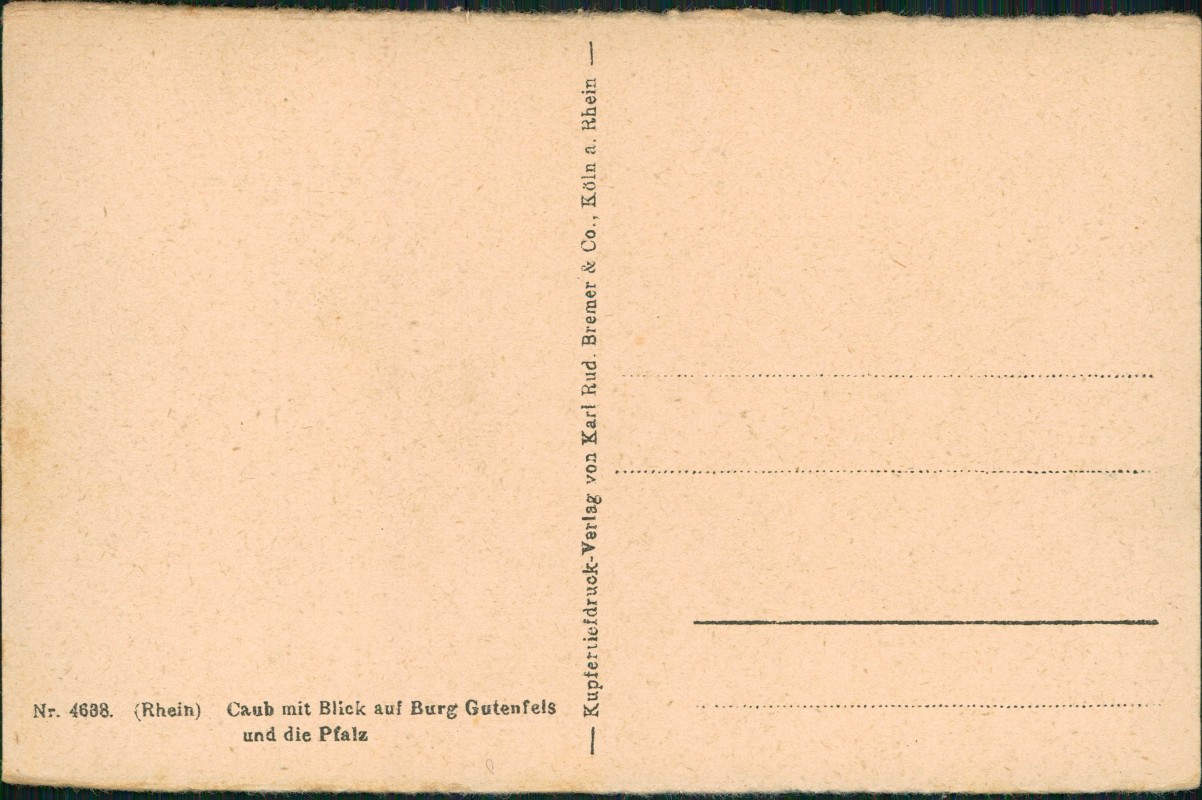 Nr. 4638. (Rhein) Caub mit Blick auf Burg Gutenfels
und die Pfalz
— Kupfertiefdruck-Verlag von Karl Rud. Bremer & Co., Köln a. Rhein —